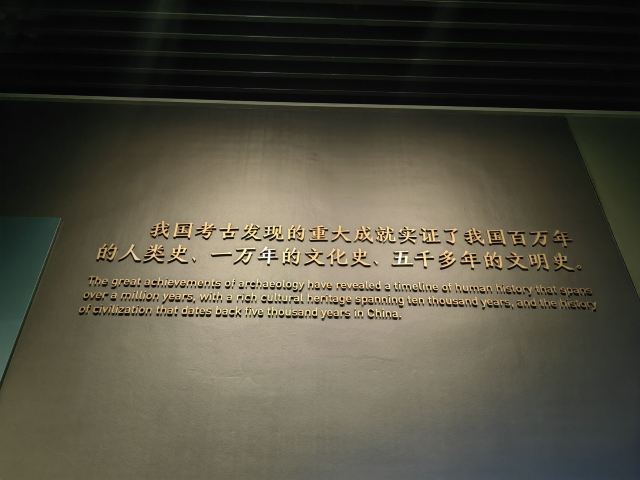 我国考古发现的重大成就实证了我国百万年
的人类史、一万年的文化史、五千多年的文明史。
The great achievements of archaeology have revealed a timeline of human history that spans
over a million years, with a rich cultural heritage spanning ten thousand years, and the history
of civilization that dates back five thousand years in China.